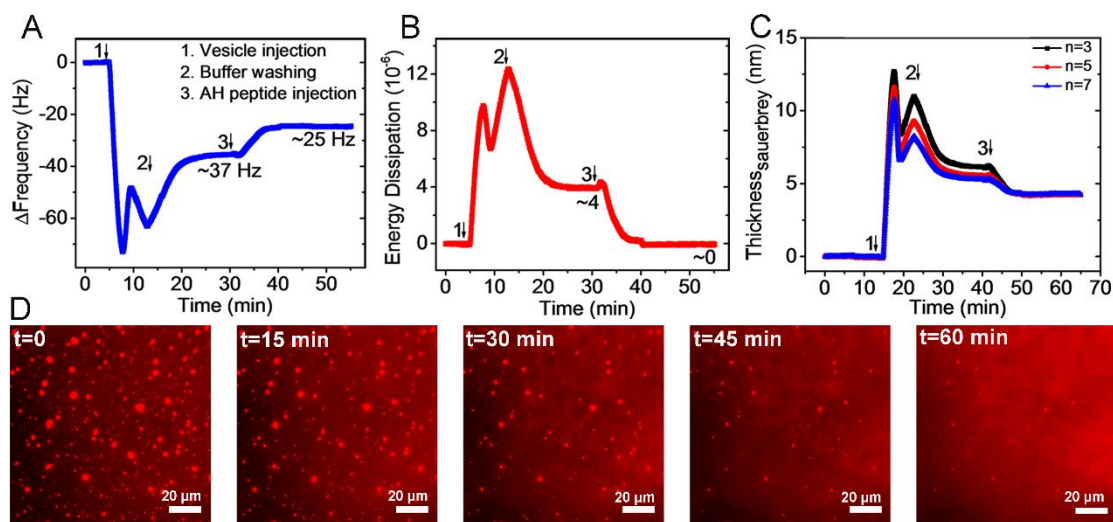 A
ΔFrequency (Hz)
0
-20
-40
-60
0 10 20 30 40 50
Time (min)
1↓
1. Vesicle injection
2. Buffer washing
3. AH peptide injection
2↓
3↓
~37 Hz
~25 Hz
B
Energy Dissipation (10⁻⁶)
12
8
4
0
0 10 20 30 40 50
Time (min)
1↓
2↓
3↓
~4
~0
C
Thickness_sauerbrey (nm)
15
10
5
0
0 10 20 30 40 50 60 70
Time (min)
1↓
2↓
3↓
n=3
n=5
n=7
D
t=0
20 µm
t=15 min
20 µm
t=30 min
20 µm
t=45 min
20 µm
t=60 min
20 µm